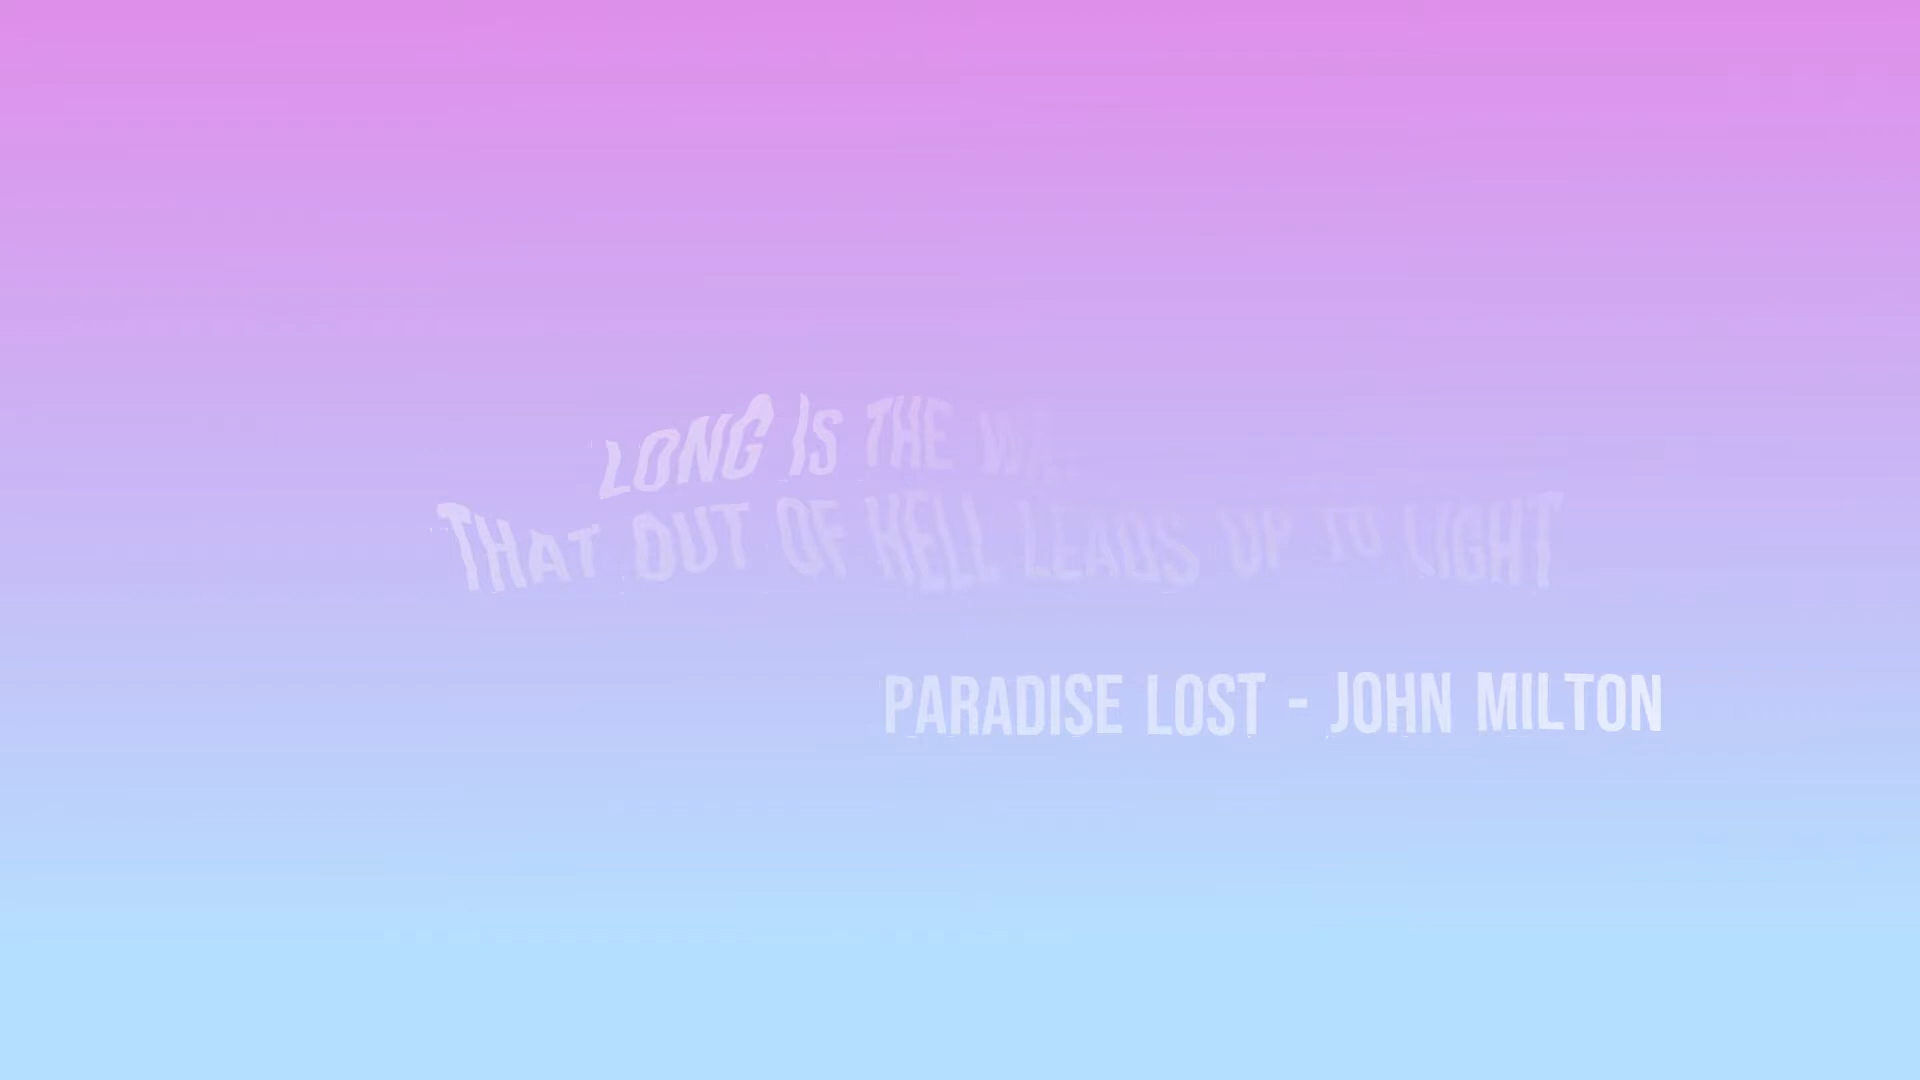 LONG IS THE
THAT OUT OF HELL LEADS UP TO LIGHT
PARADISE LOST - JOHN MILTON